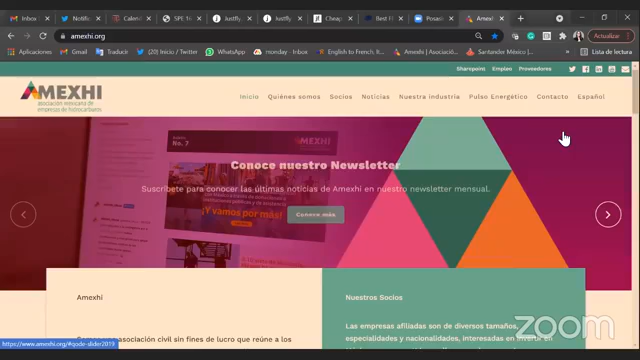 Inbox
Notific
Calend
SPE 16
Justfly
Justfly
Cheap
Best F
Posació
Amex
amexhi.org
Actualizar
Aplicaciones
Gmail
Traducir
(20) Inicio / Twitter
WhatsApp
monday - Inbox
English to French, It
Amexhi | Asociació
Santander México |
»
Lista de lectura
Sharepoint Empleo Proveedores
AMEXHI
asociación mexicana de
empresas de hidrocarburos
Inicio Quiénes somos Socios Noticias Nuestra industria Pulso Energético Contacto Español
No. 7
Conoce nuestro Newsletter
Suscríbete para conocer las últimas noticias de Amexhi en nuestro newsletter mensual.
¡Y vamos por más!
Conoce más
Amexhi
Nuestros Socios
asociación civil sin fines de lucro que reúne a los
Las empresas afiliadas son de diversos tamaños,
especialidades y nacionalidades, interesadas en invertir en
https://www.amexhi.org/#qode-slider2019
zoom